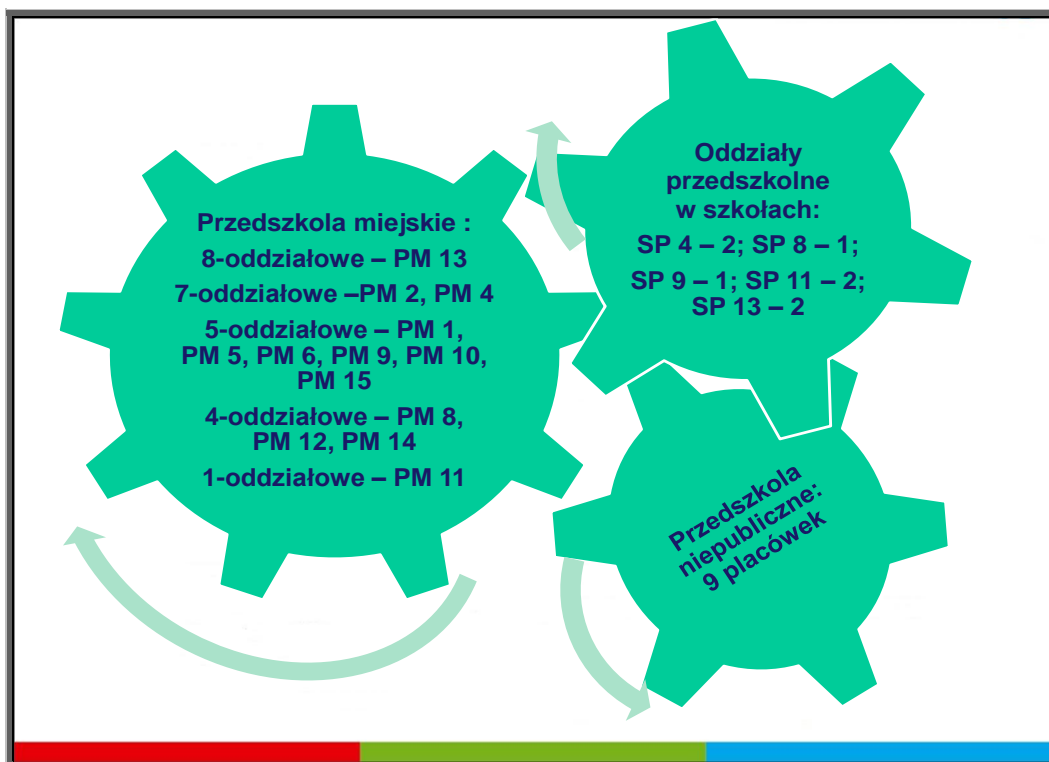 Przedszkola miejskie :
8-oddziałowe – PM 13
7-oddziałowe –PM 2, PM 4
5-oddziałowe – PM 1,
PM 5, PM 6, PM 9, PM 10,
PM 15
4-oddziałowe – PM 8,
PM 12, PM 14
1-oddziałowe – PM 11
Oddziały
przedszkolne
w szkołach:
SP 4 – 2; SP 8 – 1;
SP 9 – 1; SP 11 – 2;
SP 13 – 2
Przedszkola
niepubliczne:
9 placówek